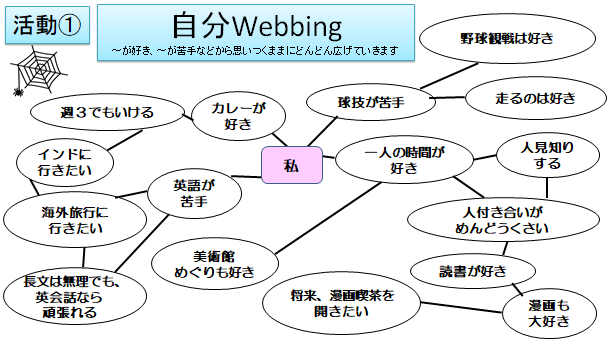 活動①
自分Webbing
～が好き、～が苦手などから思いつくままにどんどん広げていきます
野球観戦は好き
週３でもいける
カレーが
好き
球技が苦手
走るのは好き
インドに
行きたい
私
一人の時間が
好き
人見知り
する
英語が
苦手
海外旅行に
行きたい
人付き合いが
めんどうくさい
美術館
めぐりも好き
読書が好き
長文は無理でも、
英会話なら
頑張れる
将来、漫画喫茶を
開きたい
漫画も
大好き